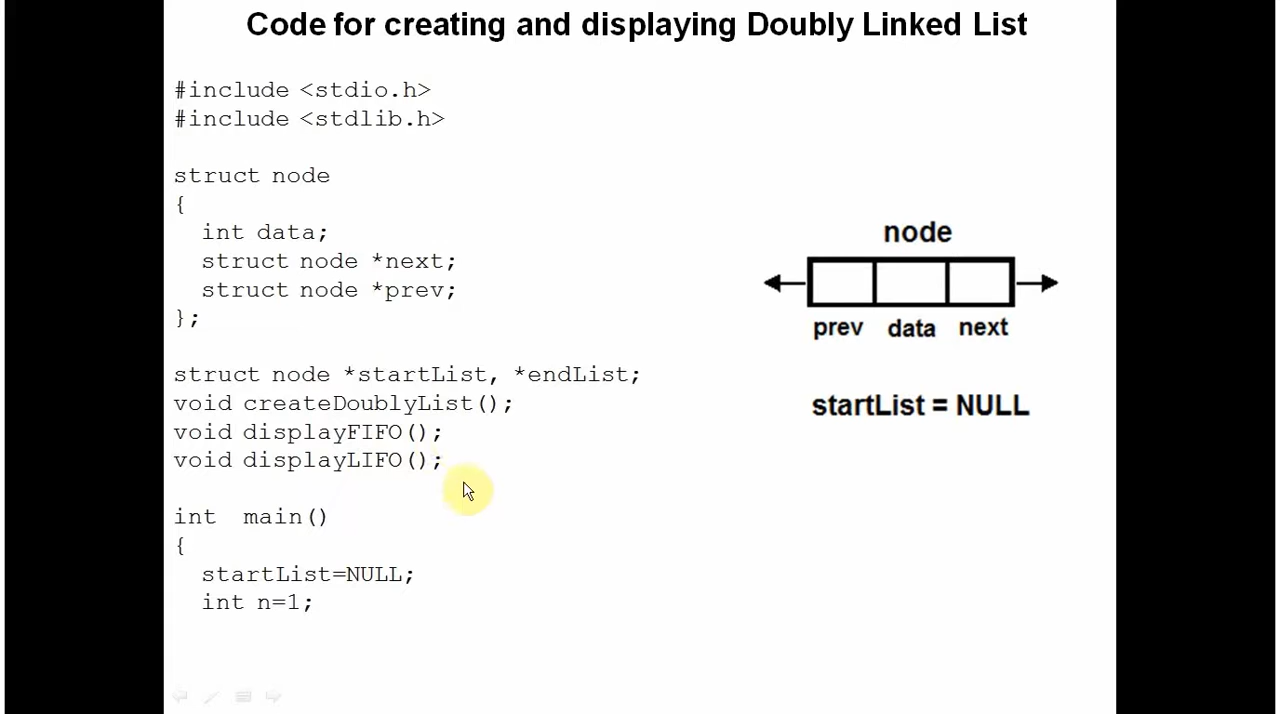 Code for creating and displaying Doubly Linked List
#include <stdio.h>
#include <stdlib.h>
struct node
{
int data;
struct node *next;
struct node *prev;
};
struct node *startList, *endList;
void createDoublyList();
void displayFIFO();
void displayLIFO();
int main()
{
startList=NULL;
int n=1;
node
prev data next
startList = NULL